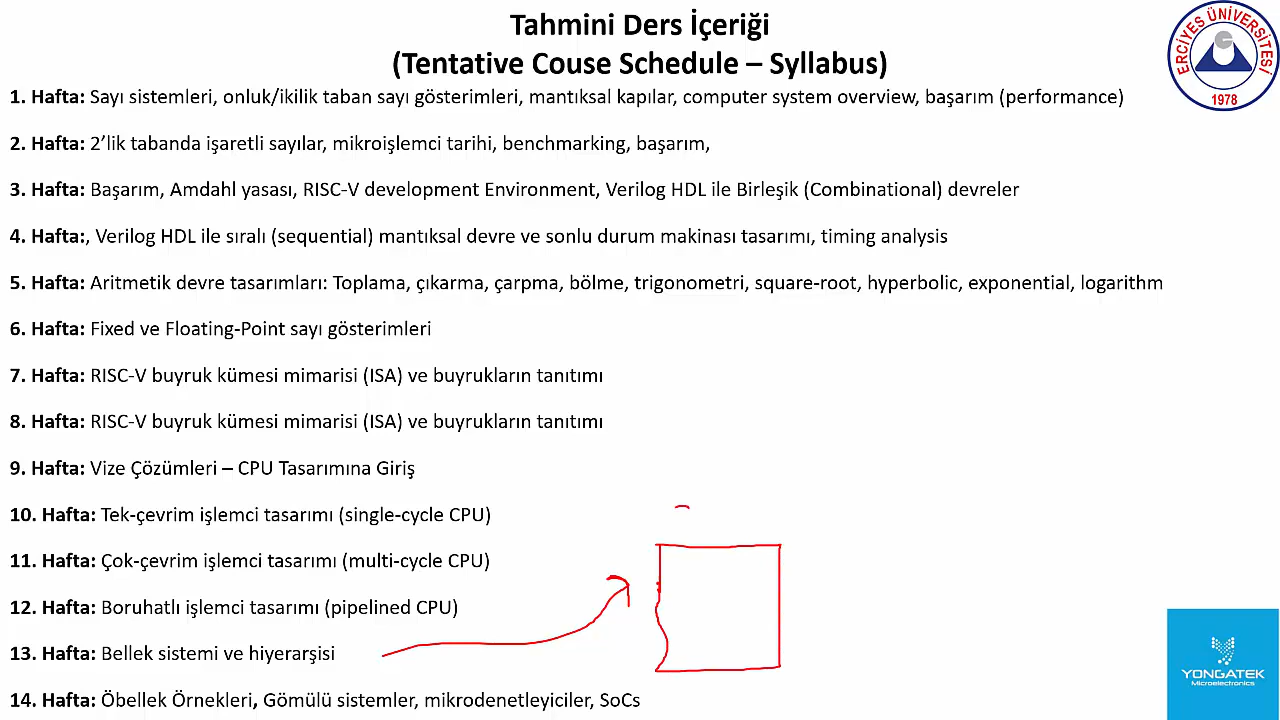 Tahmini Ders İçeriği
(Tentative Couse Schedule – Syllabus)
1. Hafta: Sayı sistemleri, onluk/ikilik taban sayı gösterimleri, mantıksal kapılar, computer system overview, başarım (performance)
2. Hafta: 2’lik tabanda işaretli sayılar, mikroişlemci tarihi, benchmarking, başarım,
3. Hafta: Başarım, Amdahl yasası, RISC-V development Environment, Verilog HDL ile Birleşik (Combinational) devreler
4. Hafta:, Verilog HDL ile sıralı (sequential) mantıksal devre ve sonlu durum makinası tasarımı, timing analysis
5. Hafta: Aritmetik devre tasarımları: Toplama, çıkarma, çarpma, bölme, trigonometri, square-root, hyperbolic, exponential, logarithm
6. Hafta: Fixed ve Floating-Point sayı gösterimleri
7. Hafta: RISC-V buyruk kümesi mimarisi (ISA) ve buyrukların tanıtımı
8. Hafta: RISC-V buyruk kümesi mimarisi (ISA) ve buyrukların tanıtımı
9. Hafta: Vize Çözümleri – CPU Tasarımına Giriş
10. Hafta: Tek-çevrim işlemci tasarımı (single-cycle CPU)
11. Hafta: Çok-çevrim işlemci tasarımı (multi-cycle CPU)
12. Hafta: Boruhatlı işlemci tasarımı (pipelined CPU)
13. Hafta: Bellek sistemi ve hiyerarşisi
14. Hafta: Öbellek Örnekleri, Gömülü sistemler, mikrodenetleyiciler, SoCs
ERCİYES ÜNİVERSİTESİ
1978
YONGATEK
Microelectronics